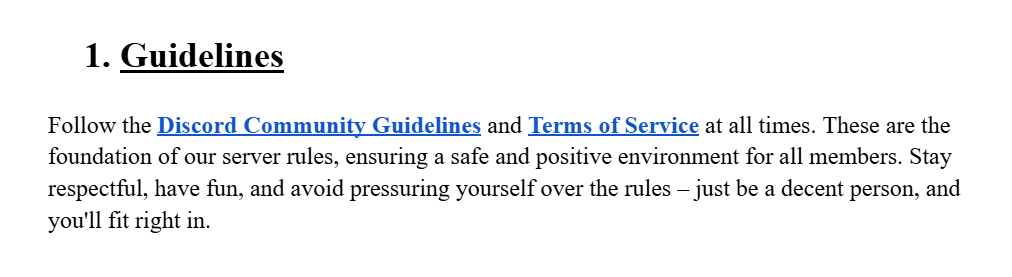 1. Guidelines
Follow the Discord Community Guidelines and Terms of Service at all times. These are the
foundation of our server rules, ensuring a safe and positive environment for all members. Stay
respectful, have fun, and avoid pressuring yourself over the rules – just be a decent person, and
you'll fit right in.